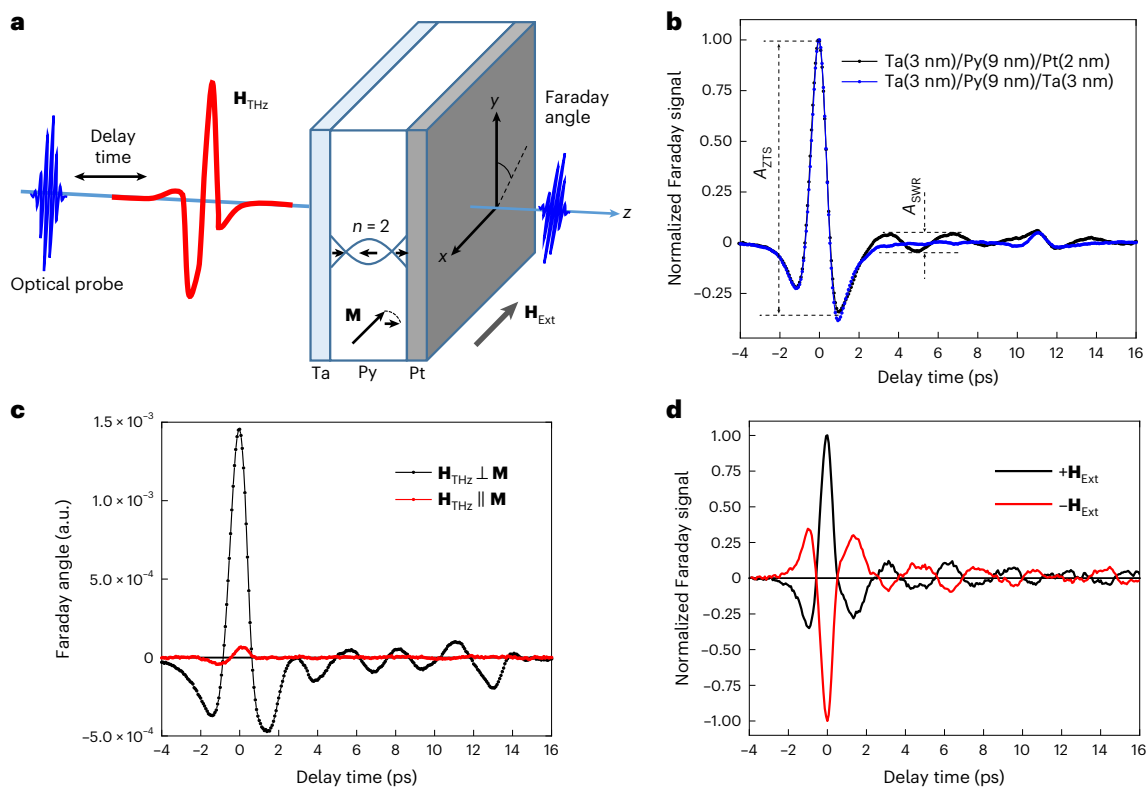 a
H_THz
Delay
time
Optical probe
n = 2
M
Ta Py Pt
y
x
z
Faraday
angle
H_Ext
b
Normalized Faraday signal
1.00
0.75
0.50
0.25
0
−0.25
A_ZTS
A_SWR
Ta(3 nm)/Py(9 nm)/Pt(2 nm)
Ta(3 nm)/Py(9 nm)/Ta(3 nm)
−4 −2 0 2 4 6 8 10 12 14 16
Delay time (ps)
c
Faraday angle (a.u.)
1.5 × 10⁻³
1.0 × 10⁻³
5.0 × 10⁻⁴
0
−5.0 × 10⁻⁴
H_THz ⊥ M
H_THz ∥ M
−4 −2 0 2 4 6 8 10 12 14 16
Delay time (ps)
d
Normalized Faraday signal
1.00
0.75
0.50
0.25
0
−0.25
−0.50
−0.75
−1.00
+H_Ext
−H_Ext
−4 −2 0 2 4 6 8 10 12 14 16
Delay time (ps)